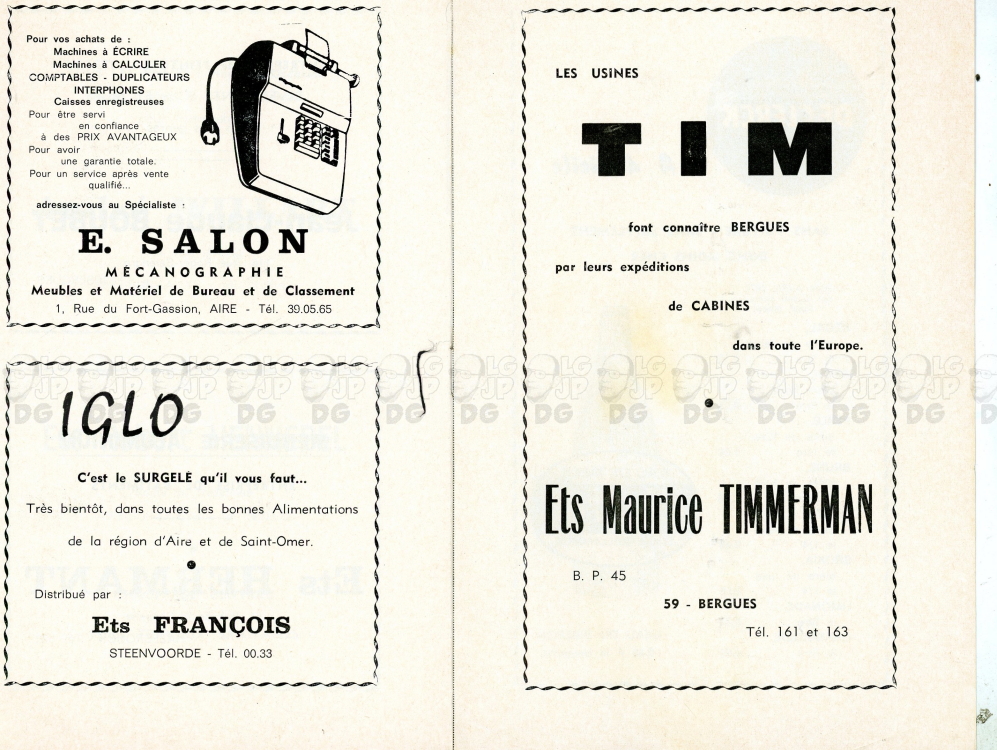 Pour vos achats de :
Machines à ÉCRIRE
Machines à CALCULER
COMPTABLES - DUPLICATEURS
INTERPHONES
Caisses enregistreuses
Pour être servi
en confiance
à des PRIX AVANTAGEUX
Pour avoir
une garantie totale.
Pour un service après vente
qualifié...
adressez-vous au Spécialiste :
E. SALON
MÉCANOGRAPHIE
Meubles et Matériel de Bureau et de Classement
1, Rue du Fort-Gassion, AIRE - Tél. 39.05.65
IGLO
C'est le SURGELÉ qu'il vous faut...
Très bientôt, dans toutes les bonnes Alimentations
de la région d'Aire et de Saint-Omer.
Distribué par :
Ets FRANÇOIS
STEENVOORDE - Tél. 00.33
LES USINES
TIM
font connaître BERGUES
par leurs expéditions
de CABINES
dans toute l'Europe.
Ets Maurice TIMMERMAN
B. P. 45
59 - BERGUES
Tél. 161 et 163